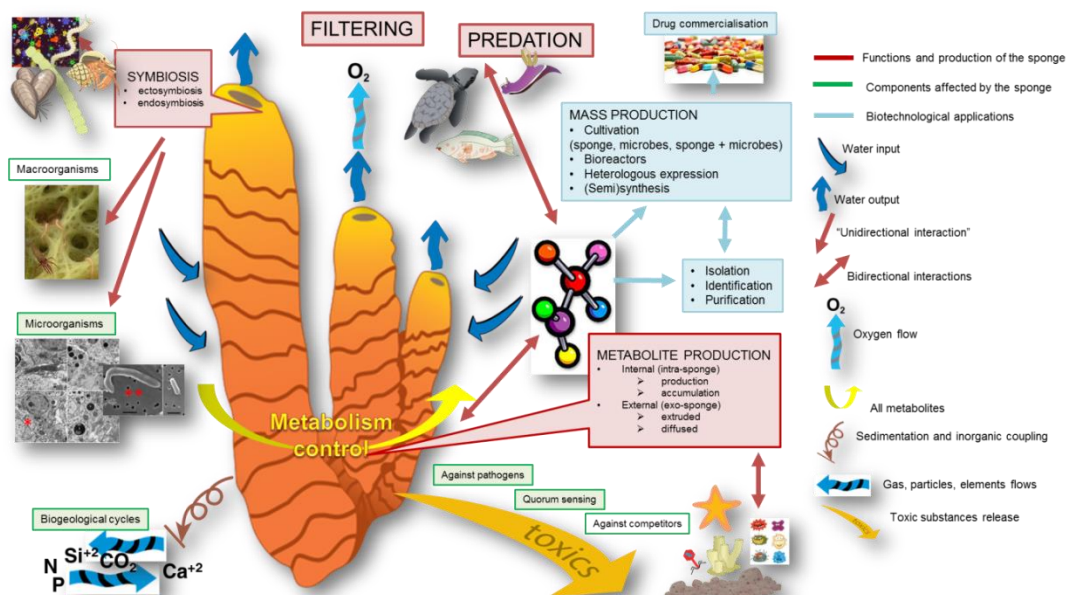 FILTERING
PREDATION
Drug commercialisation
SYMBIOSIS
• ectosymbiosis
• endosymbiosis
O2
MASS PRODUCTION
• Cultivation
(sponge, microbes, sponge + microbes)
• Bioreactors
• Heterologous expression
• (Semi)synthesis
Macroorganisms
• Isolation
• Identification
• Purification
Microorganisms
METABOLITE PRODUCTION
• Internal (intra-sponge)
➢ production
➢ accumulation
• External (exo-sponge)
➢ extruded
➢ diffused
Metabolism
control
Against pathogens
Quorum sensing
Against competitors
toxics
Biogeological cycles
Si+2
CO2
N
P
Ca+2
Functions and production of the sponge
Components affected by the sponge
Biotechnological applications
Water input
Water output
"Unidirectional interaction"
Bidirectional interactions
O2
Oxygen flow
All metabolites
Sedimentation and inorganic coupling
Gas, particles, elements flows
Toxic substances release